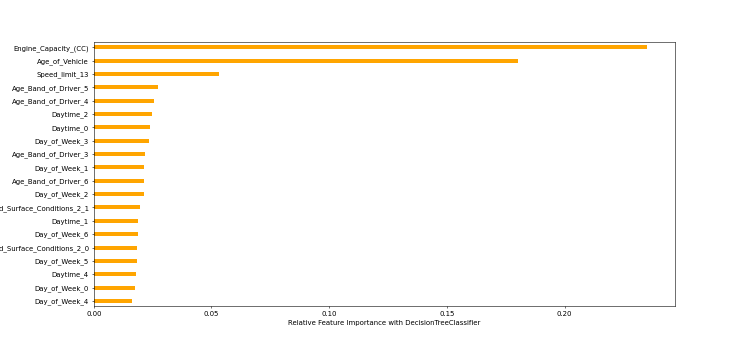 Engine_Capacity_(CC)
Age_of_Vehicle
Speed_limit_13
Age_Band_of_Driver_5
Age_Band_of_Driver_4
Daytime_2
Daytime_0
Day_of_Week_3
Age_Band_of_Driver_3
Day_of_Week_1
Age_Band_of_Driver_6
Day_of_Week_2
d_Surface_Conditions_2_1
Daytime_1
Day_of_Week_6
d_Surface_Conditions_2_0
Day_of_Week_5
Daytime_4
Day_of_Week_0
Day_of_Week_4
0.00 0.05 0.10 0.15 0.20
Relative Feature Importance with DecisionTreeClassifier